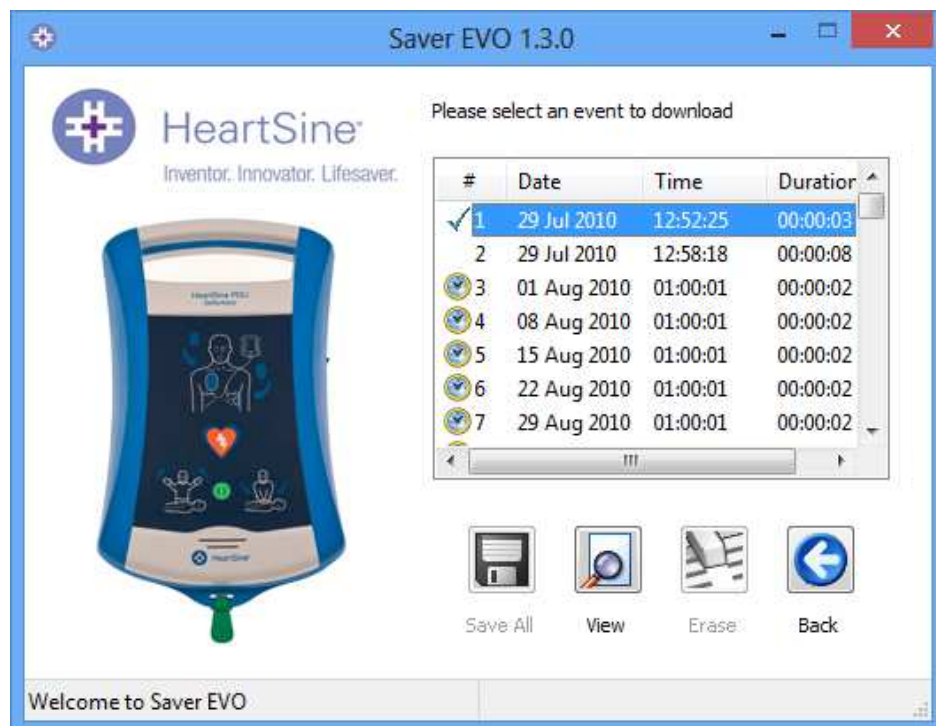 Saver EVO 1.3.0
HeartSine
Inventor. Innovator. Lifesaver.
Please select an event to download
# Date Time Duration
1 29 Jul 2010 12:52:25 00:00:03
2 29 Jul 2010 12:58:18 00:00:08
3 01 Aug 2010 01:00:01 00:00:02
4 08 Aug 2010 01:00:01 00:00:02
5 15 Aug 2010 01:00:01 00:00:02
6 22 Aug 2010 01:00:01 00:00:02
7 29 Aug 2010 01:00:01 00:00:02
HeartSine
Save All View Erase Back
Welcome to Saver EVO